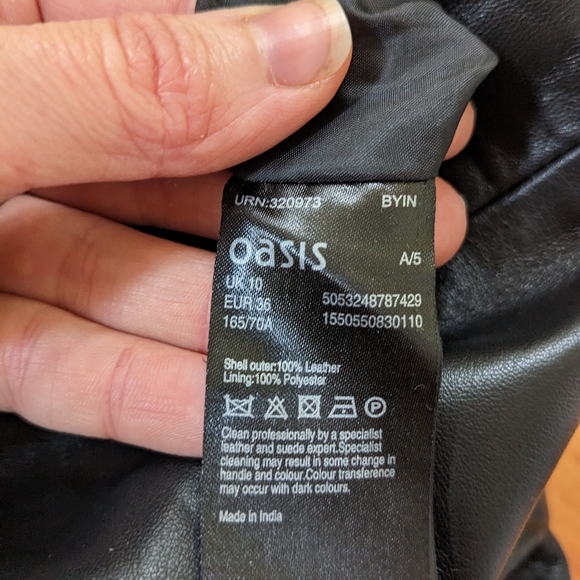 URN:320973 BYIN
oasis A/5
UK 10
EUR 36 5053248787429
165/70A 1550550830110
Shell outer:100% Leather
Lining:100% Polyester
P
Clean professionally by a specialist
leather and suede expert.Specialist
cleaning may result in some change in
handle and colour.Colour transference
may occur with dark colours.
Made in India